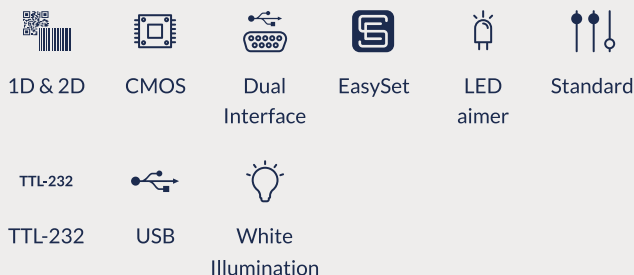 1D & 2D CMOS Dual EasySet LED Standard
Interface aimer
TTL-232
TTL-232 USB White
Illumination